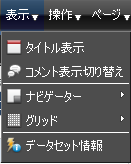 表示▼ 操作▼ ページ▼
タイトル表示
コメント表示切り替え
ナビゲーター
グリッド
データセット情報